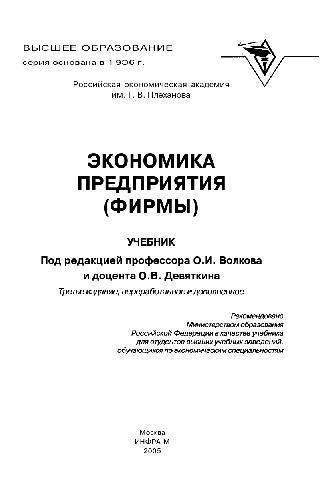 ВЫСШЕЕ ОБРАЗОВАНИЕ
серия основана в 1996 г.
Российская экономическая академия
им. Г. В. Плеханова
ЭКОНОМИКА
ПРЕДПРИЯТИЯ
(ФИРМЫ)
УЧЕБНИК
Под редакцией профессора О.И. Волкова
и доцента О.В. Девяткина
Третье издание, переработанное и дополненное
Рекомендовано
Министерством образования
Российской Федерации в качестве учебника
для студентов высших учебных заведений,
обучающихся по экономическим специальностям
Москва
ИНФРА-М
2005